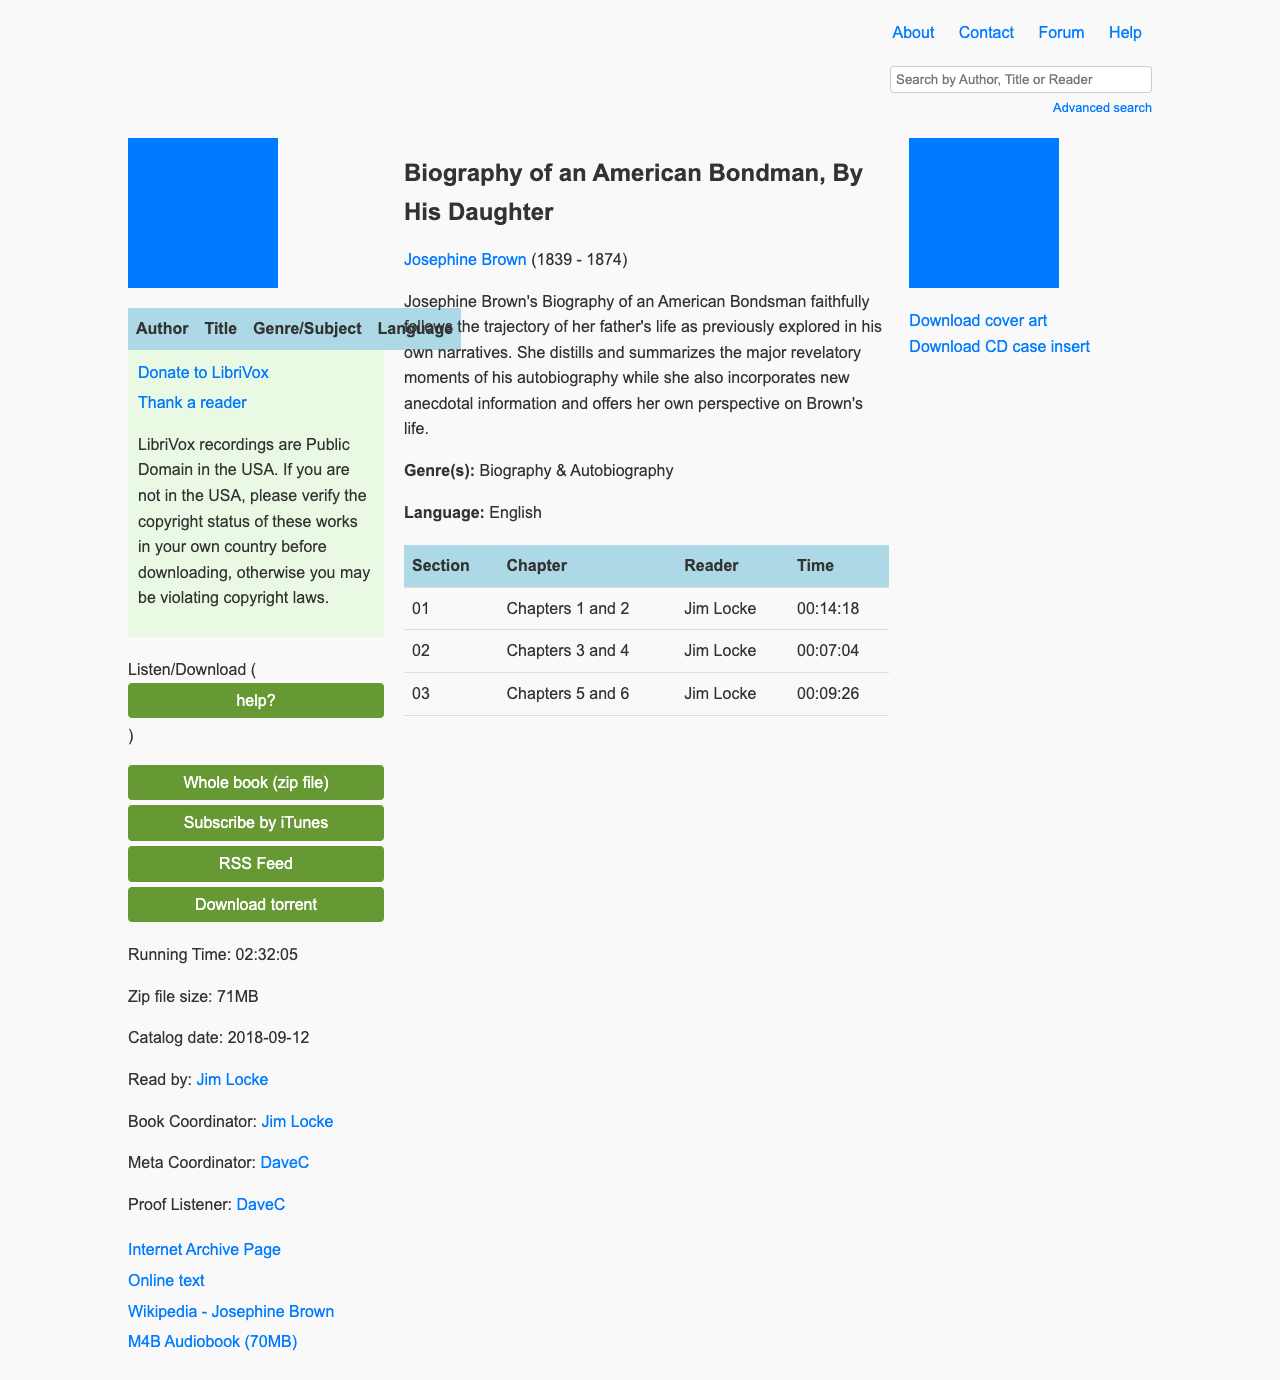 About Contact Forum Help
Search by Author, Title or Reader
Advanced search
Author Title Genre/Subject Language
Donate to LibriVox
Thank a reader
LibriVox recordings are Public
Domain in the USA. If you are
not in the USA, please verify the
copyright status of these works
in your own country before
downloading, otherwise you may
be violating copyright laws.
Listen/Download (
help?
)
Whole book (zip file)
Subscribe by iTunes
RSS Feed
Download torrent
Running Time: 02:32:05
Zip file size: 71MB
Catalog date: 2018-09-12
Read by: Jim Locke
Book Coordinator: Jim Locke
Meta Coordinator: DaveC
Proof Listener: DaveC
Internet Archive Page
Online text
Wikipedia - Josephine Brown
M4B Audiobook (70MB)
Biography of an American Bondman, By
His Daughter
Josephine Brown (1839 - 1874)
Josephine Brown's Biography of an American Bondsman faithfully
follows the trajectory of her father's life as previously explored in his
own narratives. She distills and summarizes the major revelatory
moments of his autobiography while she also incorporates new
anecdotal information and offers her own perspective on Brown's
life.
Genre(s): Biography & Autobiography
Language: English
Section Chapter Reader Time
01 Chapters 1 and 2 Jim Locke 00:14:18
02 Chapters 3 and 4 Jim Locke 00:07:04
03 Chapters 5 and 6 Jim Locke 00:09:26
Download cover art
Download CD case insert